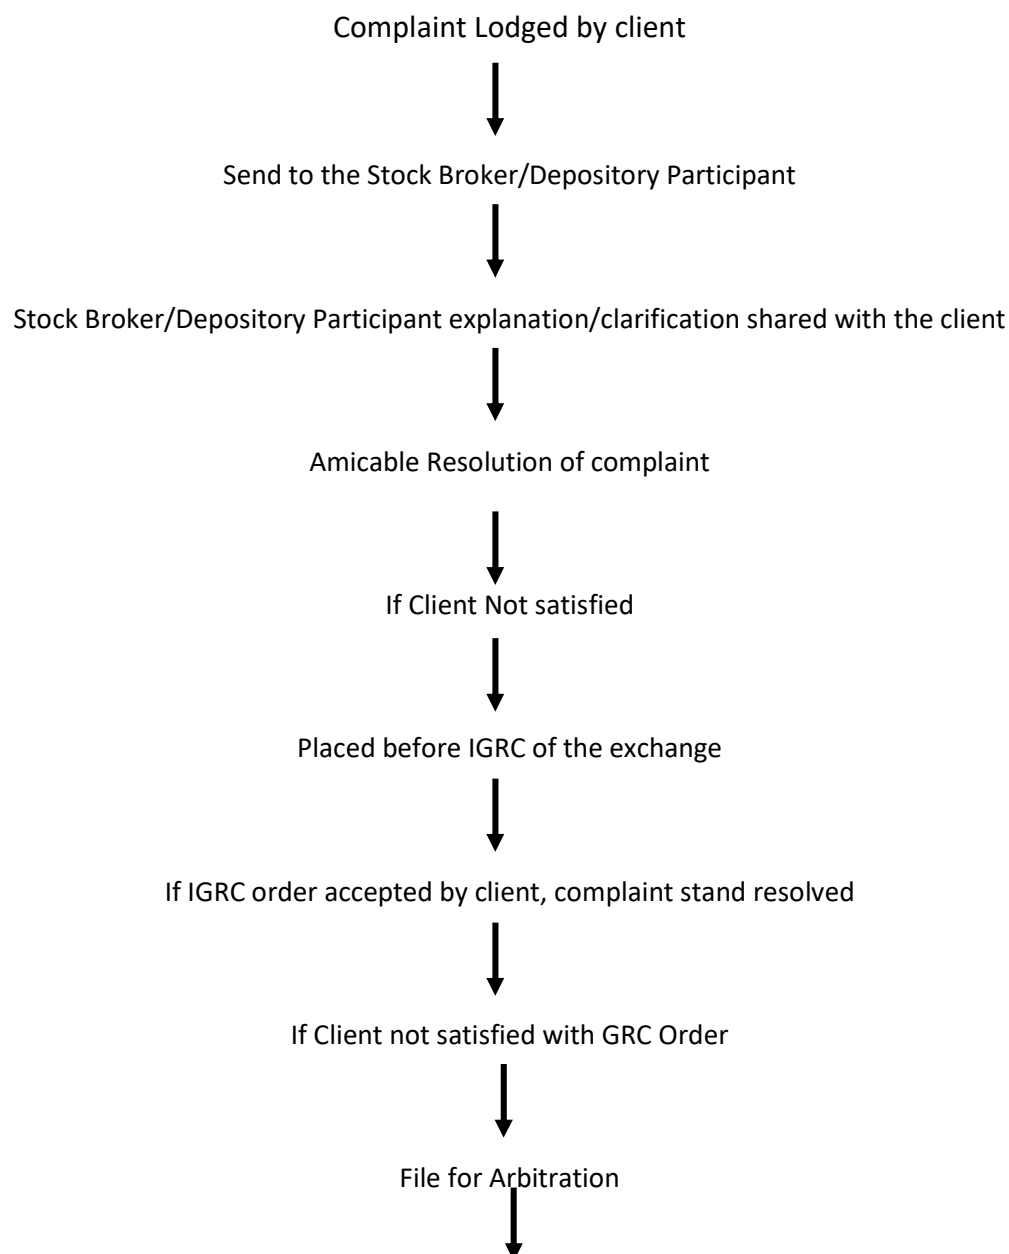 Complaint Lodged by client
Send to the Stock Broker/Depository Participant
Stock Broker/Depository Participant explanation/clarification shared with the client
Amicable Resolution of complaint
If Client Not satisfied
Placed before IGRC of the exchange
If IGRC order accepted by client, complaint stand resolved
If Client not satisfied with GRC Order
File for Arbitration